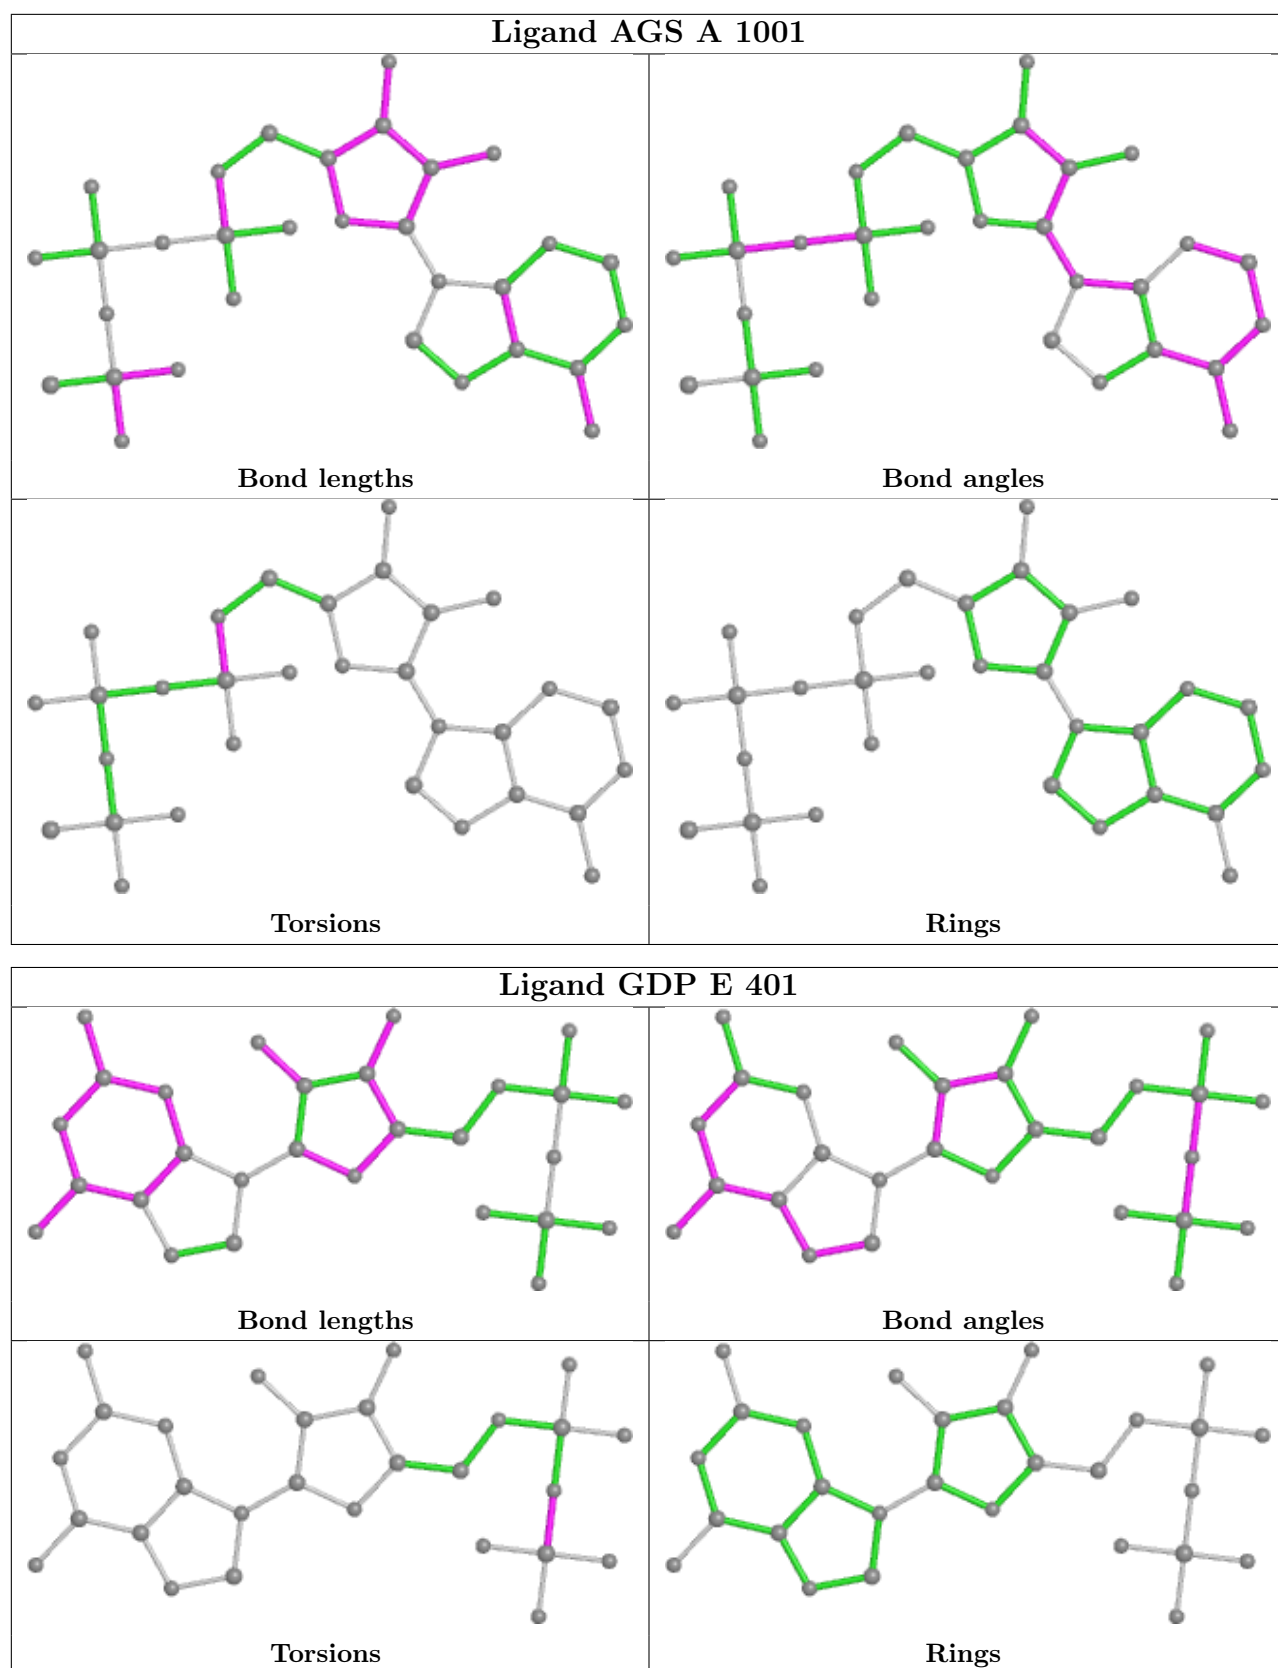 Ligand AGS A 1001
Bond lengths
Bond angles
Torsions
Rings
Ligand GDP E 401
Bond lengths
Bond angles
Torsions
Rings